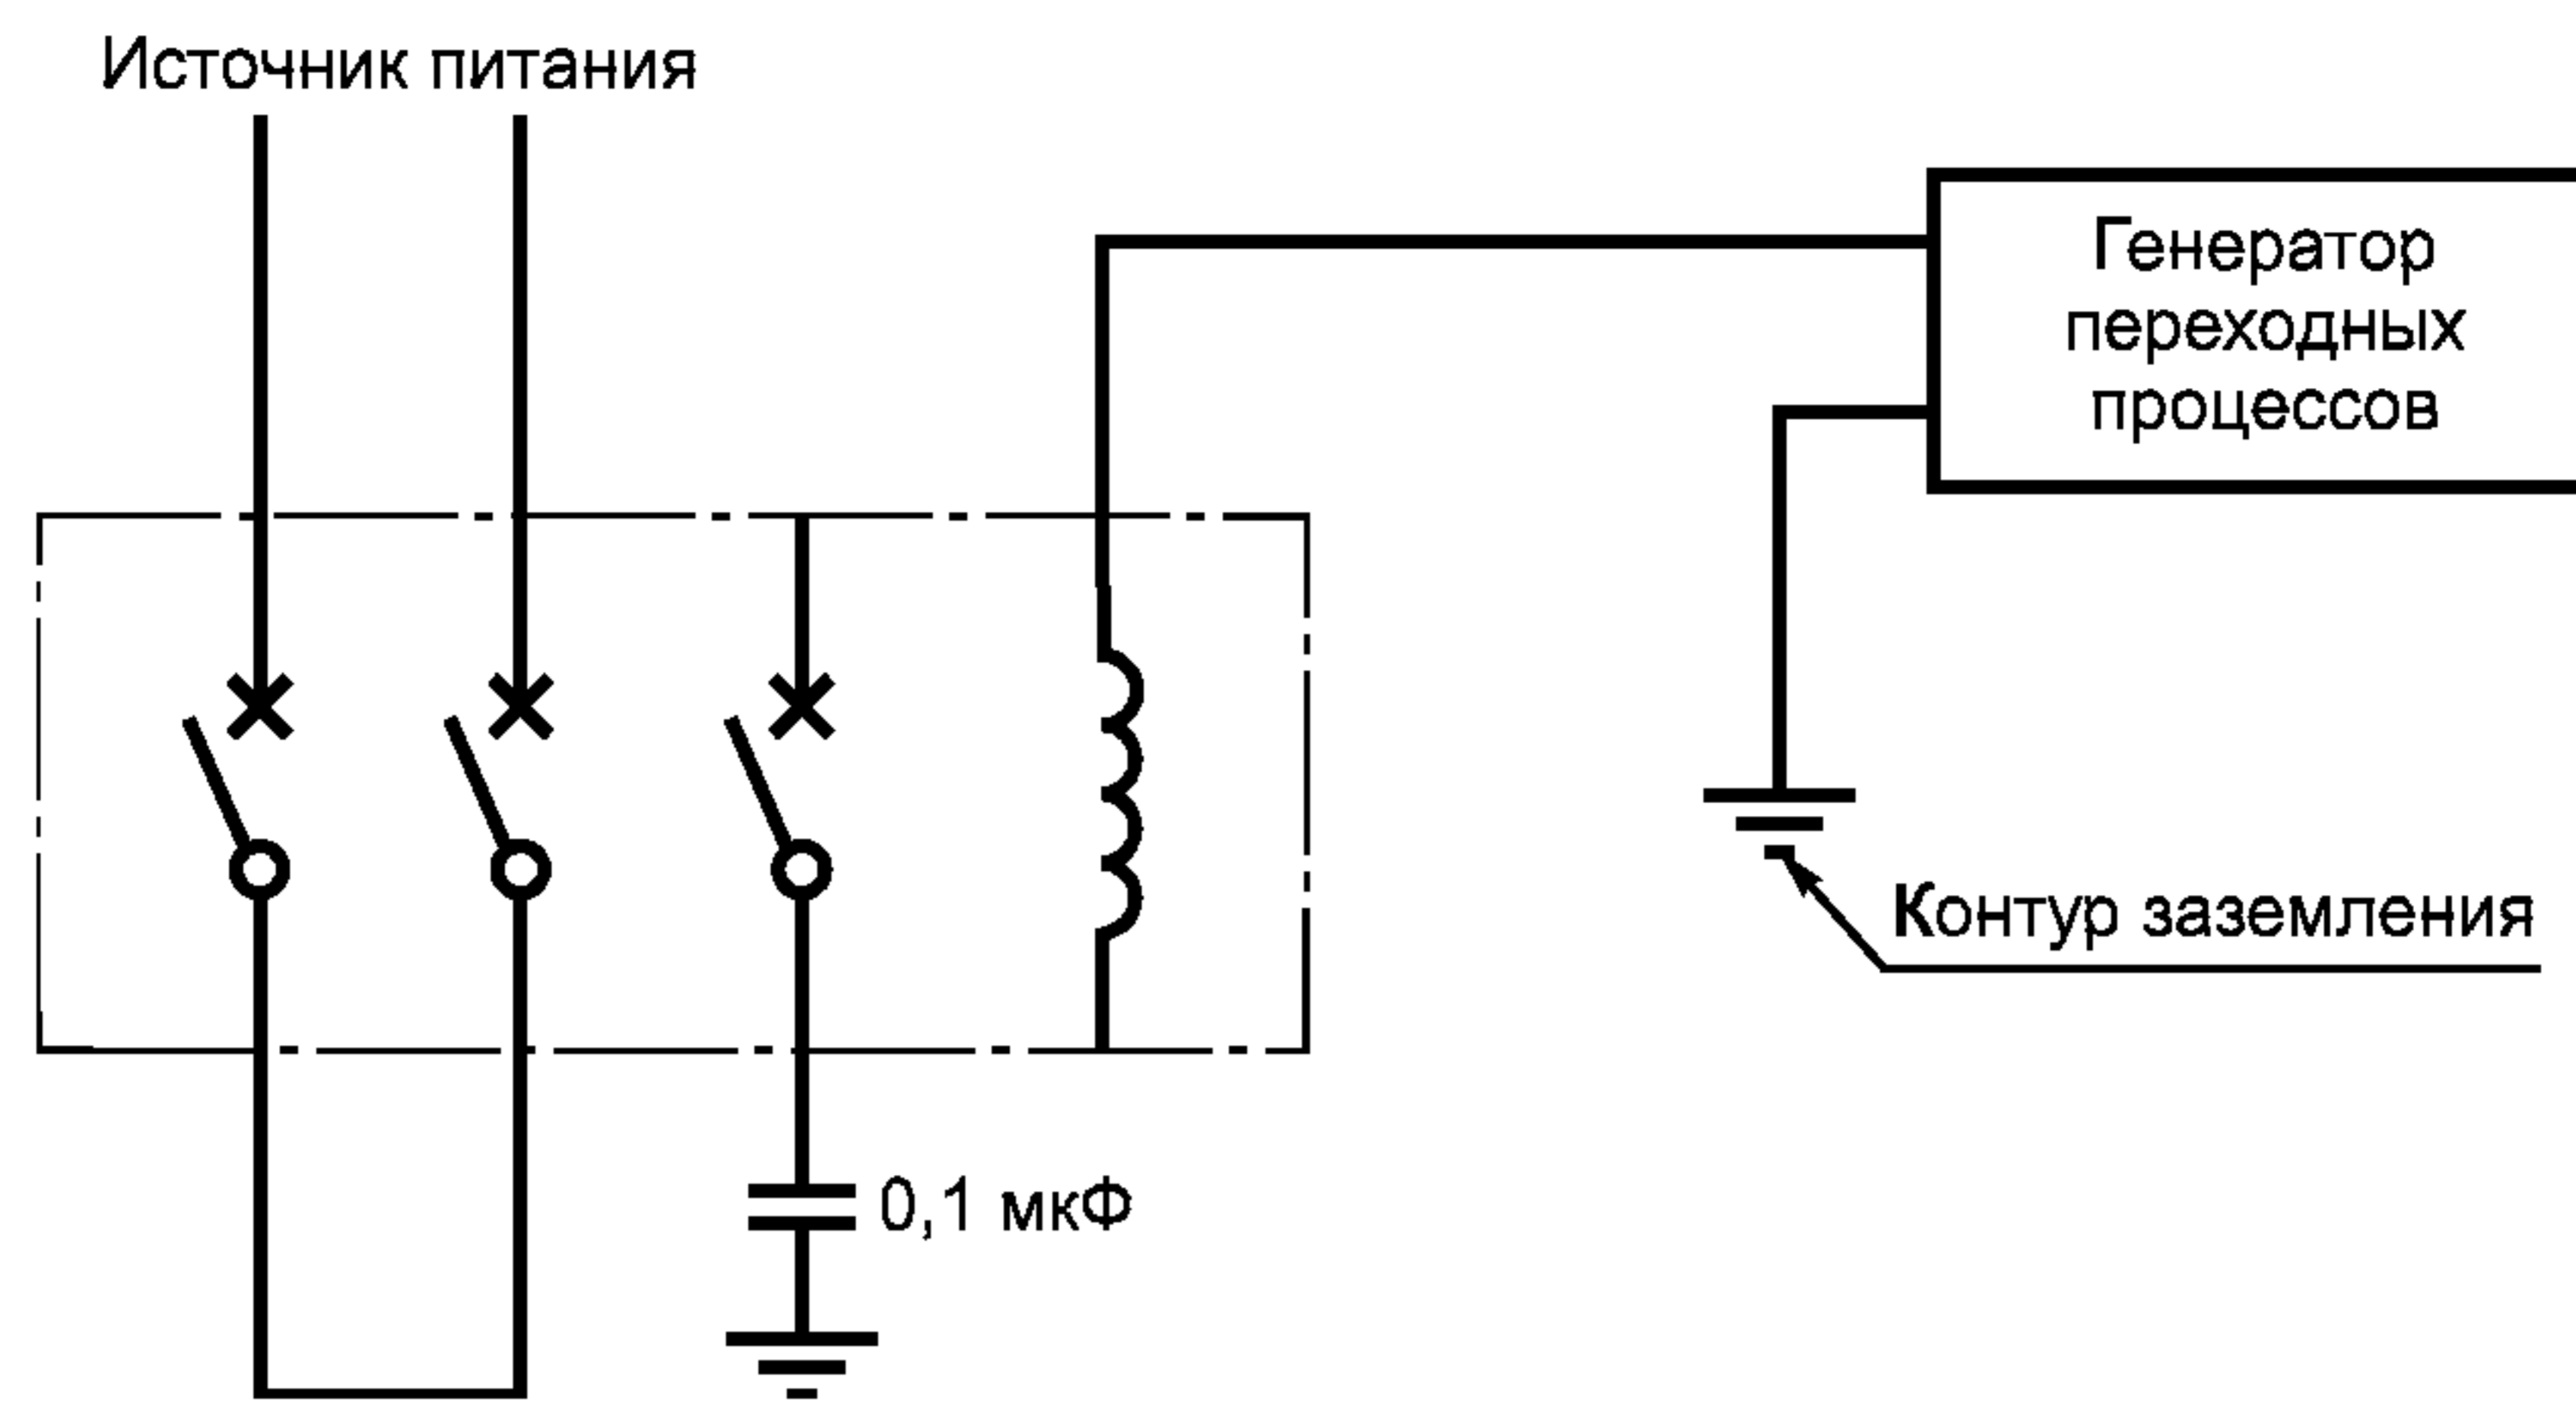 Источник питания
Генератор
переходных
процессов
Контур заземления
0,1 мкФ